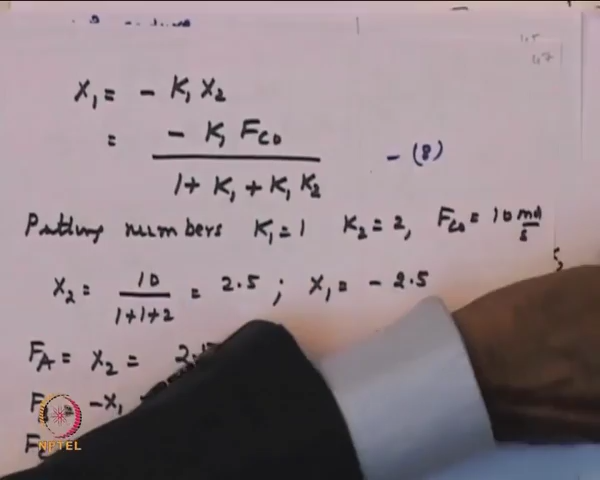 X₁ = - K₁ X₂
= - K₁ F_C0 / (1 + K₁ + K₁ K₂) - (8)
Putting numbers K₁ = 1 K₂ = 2, F_C0 = 10 mol/s
X₂ = 10 / (1+1+2) = 2.5 ; X₁ = - 2.5
F_A = X₂ =
= -X₁
NPTEL